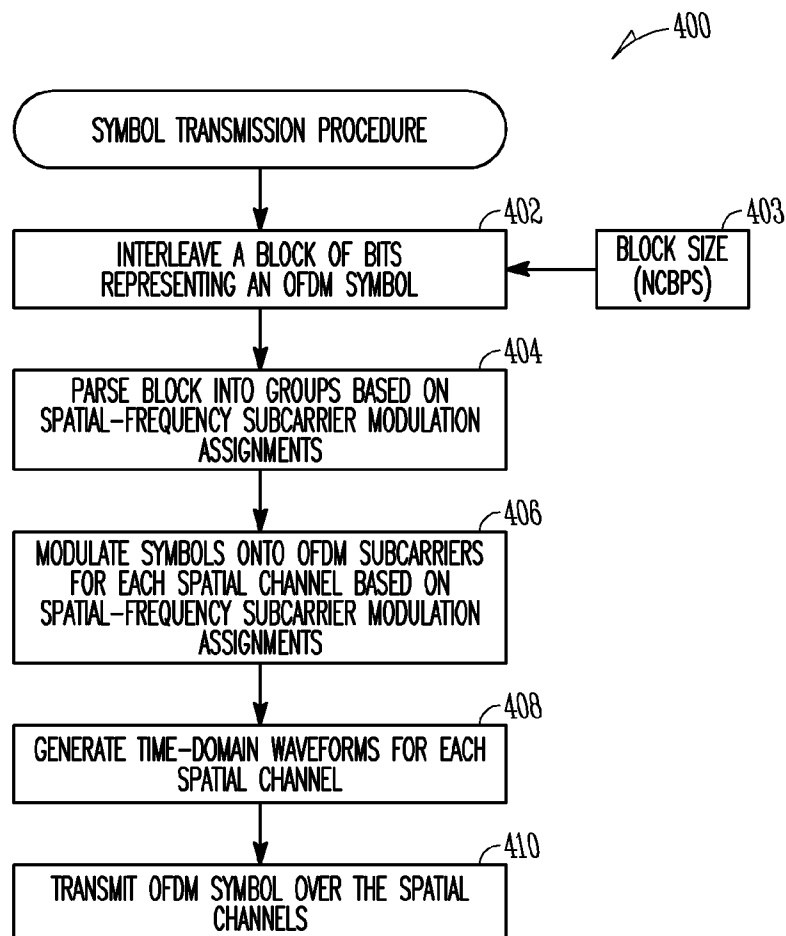 400
SYMBOL TRANSMISSION PROCEDURE
402
INTERLEAVE A BLOCK OF BITS
REPRESENTING AN OFDM SYMBOL
403
BLOCK SIZE
(NCBPS)
404
PARSE BLOCK INTO GROUPS BASED ON
SPATIAL-FREQUENCY SUBCARRIER MODULATION
ASSIGNMENTS
406
MODULATE SYMBOLS ONTO OFDM SUBCARRIERS
FOR EACH SPATIAL CHANNEL BASED ON
SPATIAL-FREQUENCY SUBCARRIER MODULATION
ASSIGNMENTS
408
GENERATE TIME-DOMAIN WAVEFORMS FOR EACH
SPATIAL CHANNEL
410
TRANSMIT OFDM SYMBOL OVER THE SPATIAL
CHANNELS